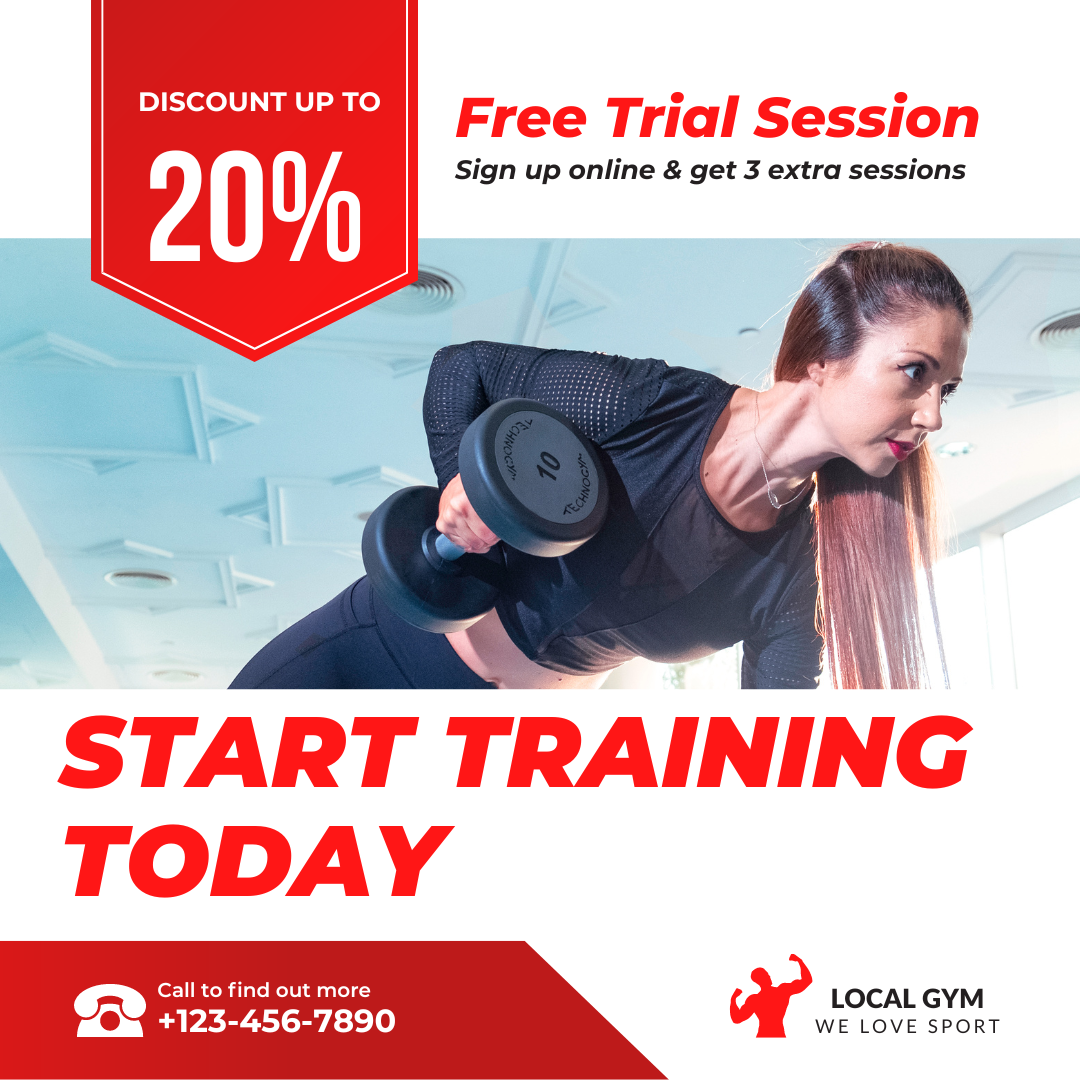 DISCOUNT UP TO
20%
Free Trial Session
Sign up online & get 3 extra sessions
TECHNOGYM
10
TECHNOGYM
START TRAINING
TODAY
Call to find out more
+123-456-7890
LOCAL GYM
WE LOVE SPORT